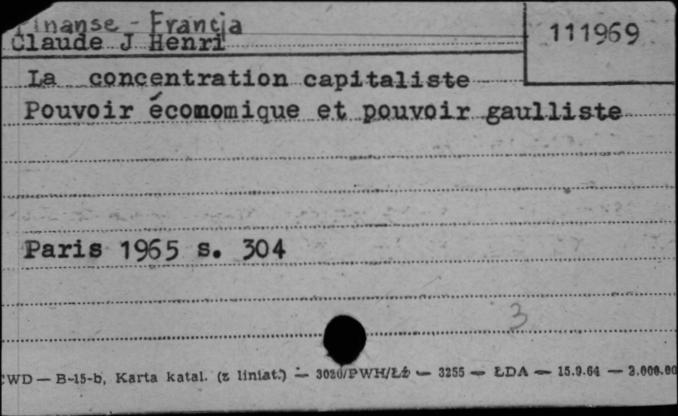 Finanse - Francja
Claude J Henri
111969
La concentration capitaliste
Pouvoir économique et pouvoir gaulliste
Paris 1965 s. 304
3
CWD — B-15-b, Karta katal. (z liniat.) — 3020/PWH/Łż — 3255 — ŁDA — 15.9.64 — 3.000.00